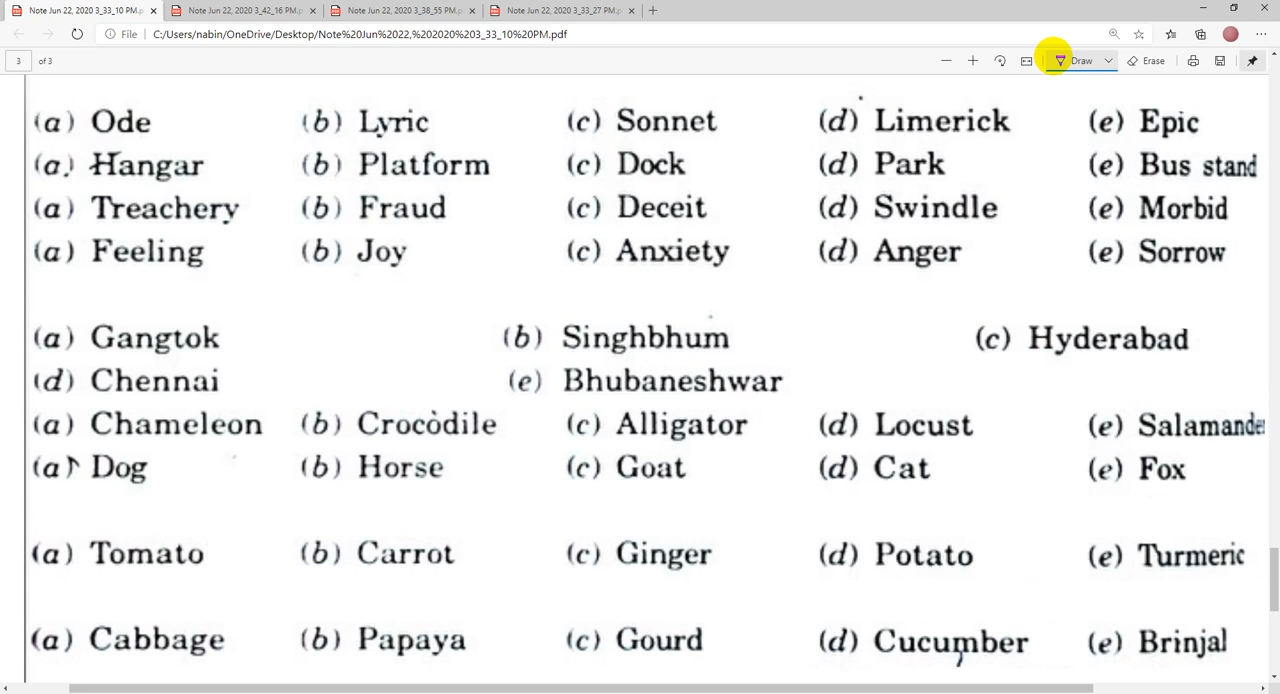 Note Jun 22, 2020 3_33_10 PM.p Note Jun 22, 2020 3_42_16 PM.p Note Jun 22, 2020 3_38_55 PM.p Note Jun 22, 2020 3_33_27 PM.p
File C:/Users/nabin/OneDrive/Desktop/Note%20Jun%2022,%202020%203_33_10%20PM.pdf
3 of 3 Draw Erase
(a) Ode (b) Lyric (c) Sonnet (d) Limerick (e) Epic
(a) Hangar (b) Platform (c) Dock (d) Park (e) Bus stand
(a) Treachery (b) Fraud (c) Deceit (d) Swindle (e) Morbid
(a) Feeling (b) Joy (c) Anxiety (d) Anger (e) Sorrow
(a) Gangtok (b) Singhbhum (c) Hyderabad
(d) Chennai (e) Bhubaneshwar
(a) Chameleon (b) Crocodile (c) Alligator (d) Locust (e) Salamander
(a) Dog (b) Horse (c) Goat (d) Cat (e) Fox
(a) Tomato (b) Carrot (c) Ginger (d) Potato (e) Turmeric
(a) Cabbage (b) Papaya (c) Gourd (d) Cucumber (e) Brinjal